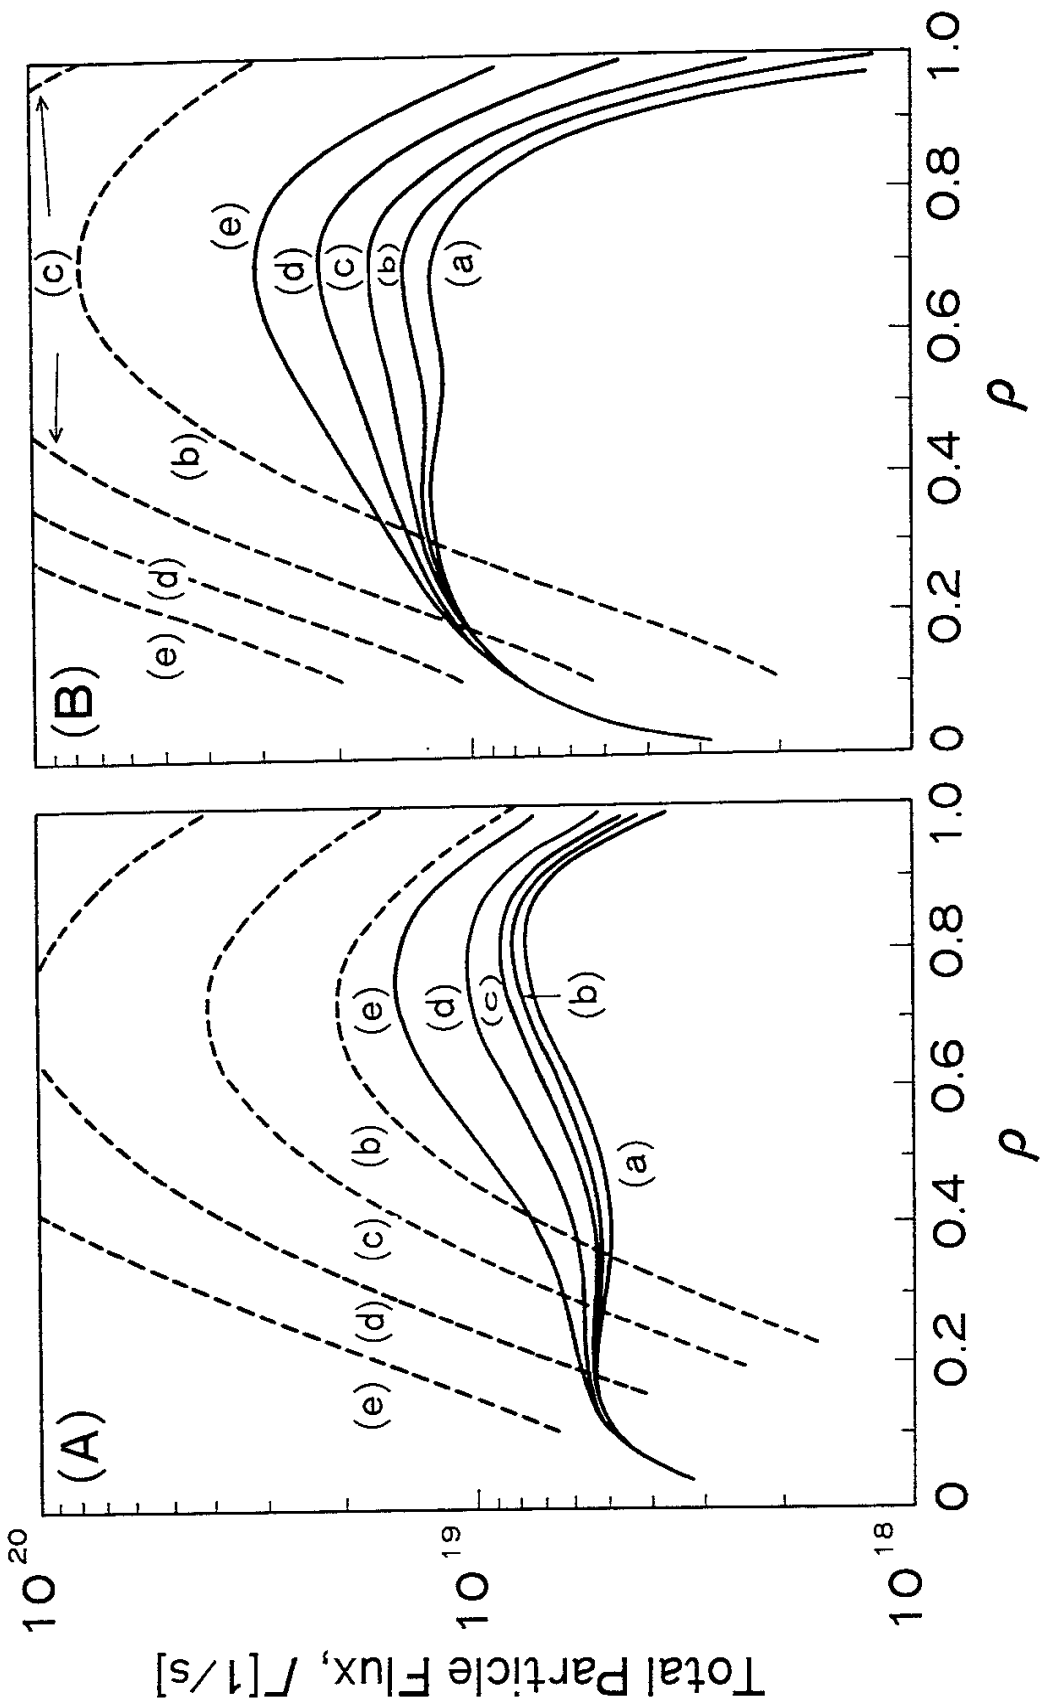 Total Particle Flux, Γ[1/s]
10^20
10^19
10^18
(A)
(e)
(d)
(c)
(b)
(e)
(d)
(c)
(b)
(a)
0 0.2 0.4 0.6 0.8 1.0
ρ
(B)
(e)
(d)
(b)
(c)
(e)
(d)
(c)
(b)
(a)
0 0.2 0.4 0.6 0.8 1.0
ρ